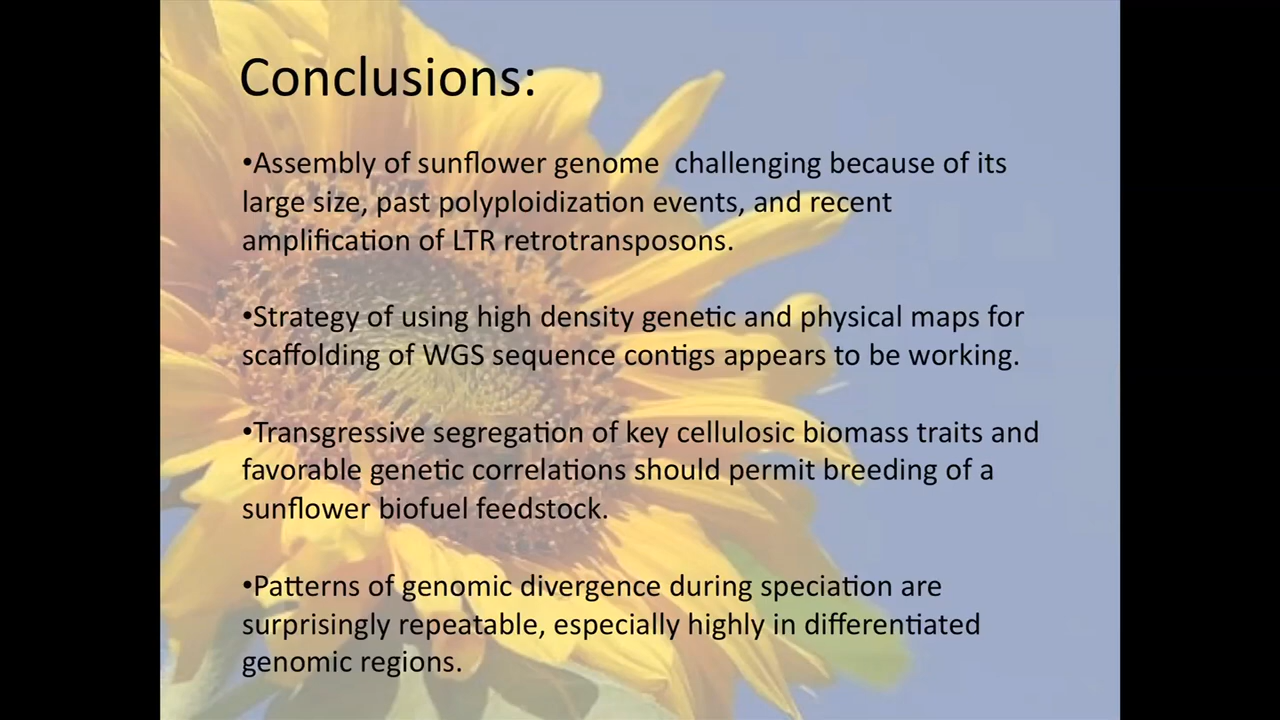 Conclusions:
•Assembly of sunflower genome  challenging because of its
large size, past polyploidization events, and recent
amplification of LTR retrotransposons.
•Strategy of using high density genetic and physical maps for
scaffolding of WGS sequence contigs appears to be working.
•Transgressive segregation of key cellulosic biomass traits and
favorable genetic correlations should permit breeding of a
sunflower biofuel feedstock.
•Patterns of genomic divergence during speciation are
surprisingly repeatable, especially highly in differentiated
genomic regions.